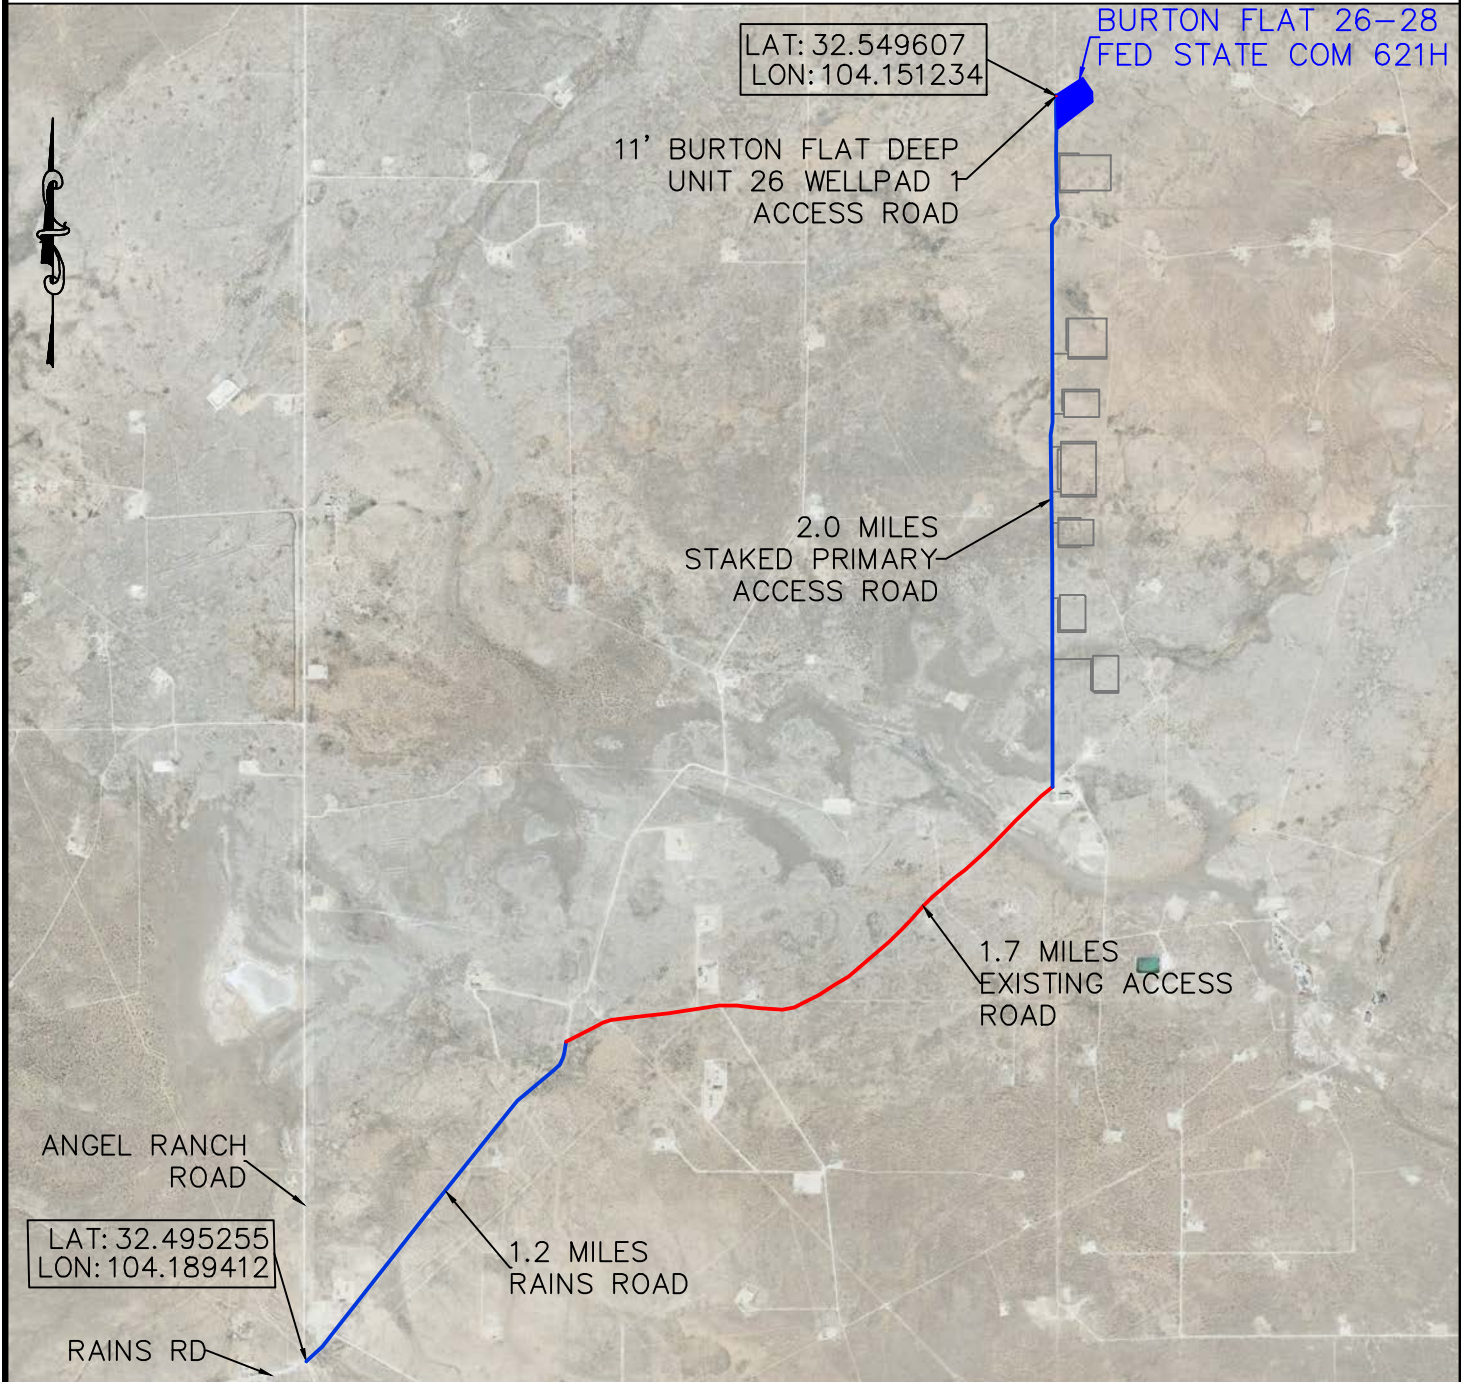 BURTON FLAT 26-28
FED STATE COM 621H
LAT: 32.549607
LON: 104.151234
11' BURTON FLAT DEEP
UNIT 26 WELLPAD 1
ACCESS ROAD
2.0 MILES
STAKED PRIMARY
ACCESS ROAD
1.7 MILES
EXISTING ACCESS
ROAD
ANGEL RANCH
ROAD
LAT: 32.495255
LON: 104.189412
1.2 MILES
RAINS ROAD
RAINS RD